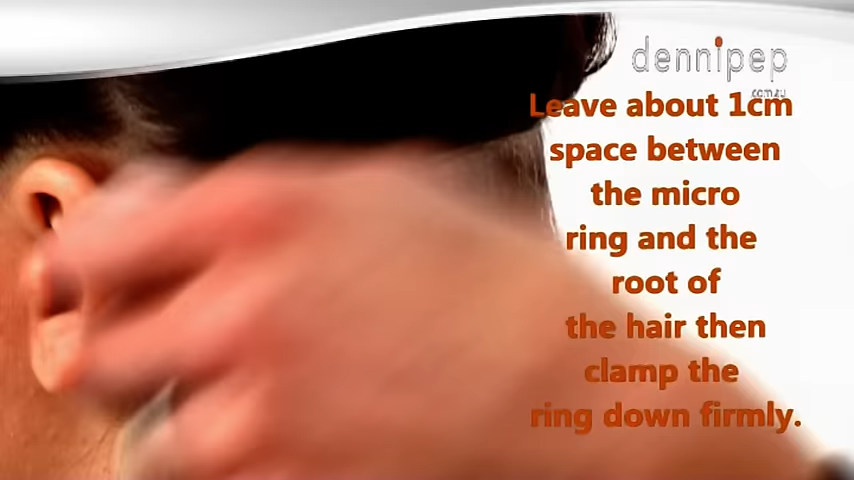 dennipep
.com.au
Leave about 1cm
space between
the micro
ring and the
root of
the hair then
clamp the
ring down firmly.